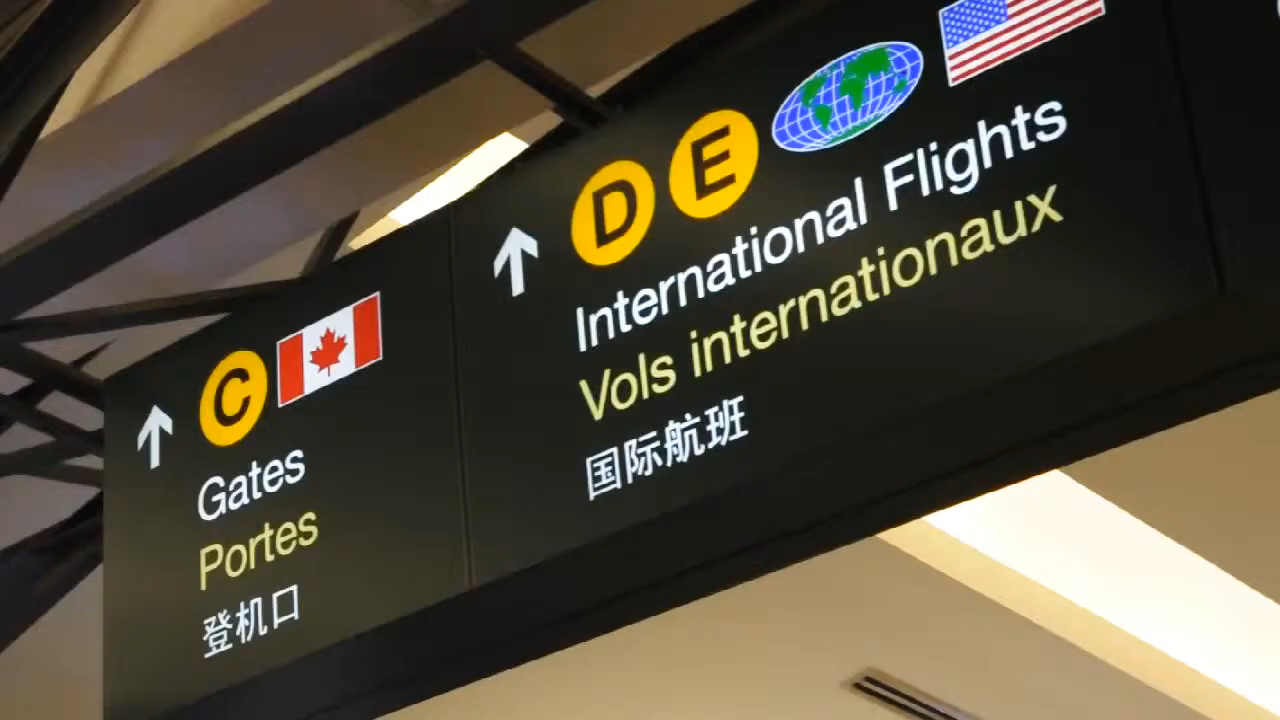 C
Gates
Portes
登机口
D E
International Flights
Vols internationaux
国际航班